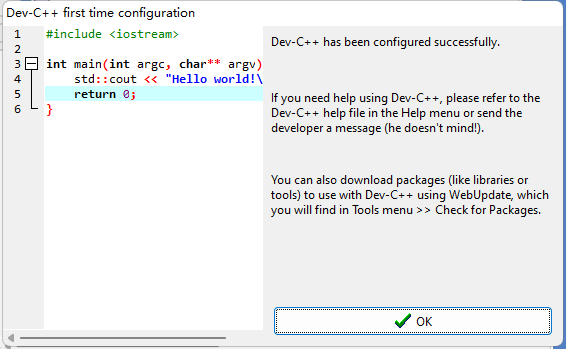 Dev-C++ first time configuration
1 #include <iostream>
2
3 int main(int argc, char** argv)
4 std::cout << "Hello world!\
5 return 0;
6 }
Dev-C++ has been configured successfully.
If you need help using Dev-C++, please refer to the
Dev-C++ help file in the Help menu or send the
developer a message (he doesn't mind!).
You can also download packages (like libraries or
tools) to use with Dev-C++ using WebUpdate, which
you will find in Tools menu >> Check for Packages.
OK